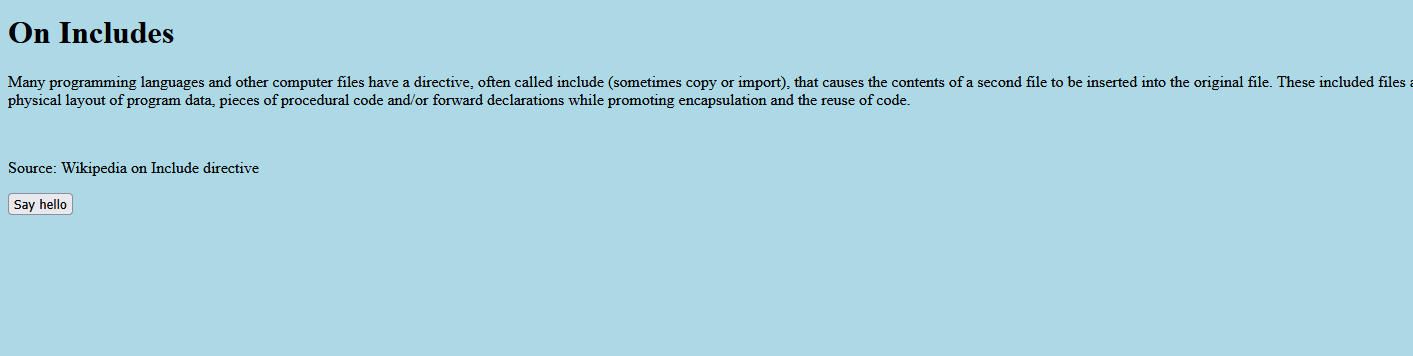 On Includes
Many programming languages and other computer files have a directive, often called include (sometimes copy or import), that causes the contents of a second file to be inserted into the original file. These included files
physical layout of program data, pieces of procedural code and/or forward declarations while promoting encapsulation and the reuse of code.
Source: Wikipedia on Include directive
Say hello